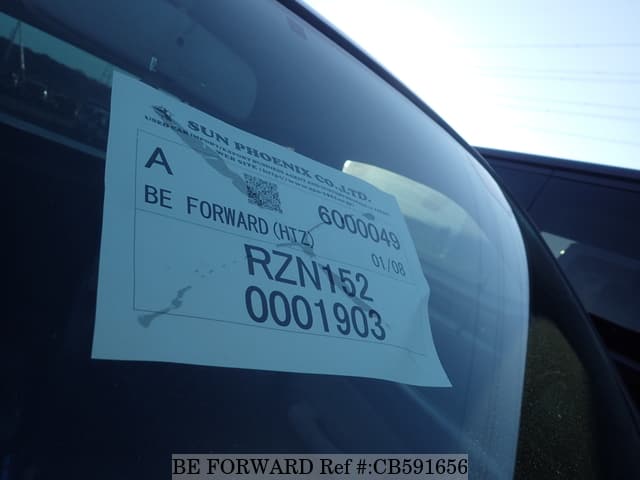 SUN PHOENIX CO.,LTD.
A
BE FORWARD(HTZ)
6000049
01/08
RZN152
0001903
BE FORWARD Ref #:CB591656